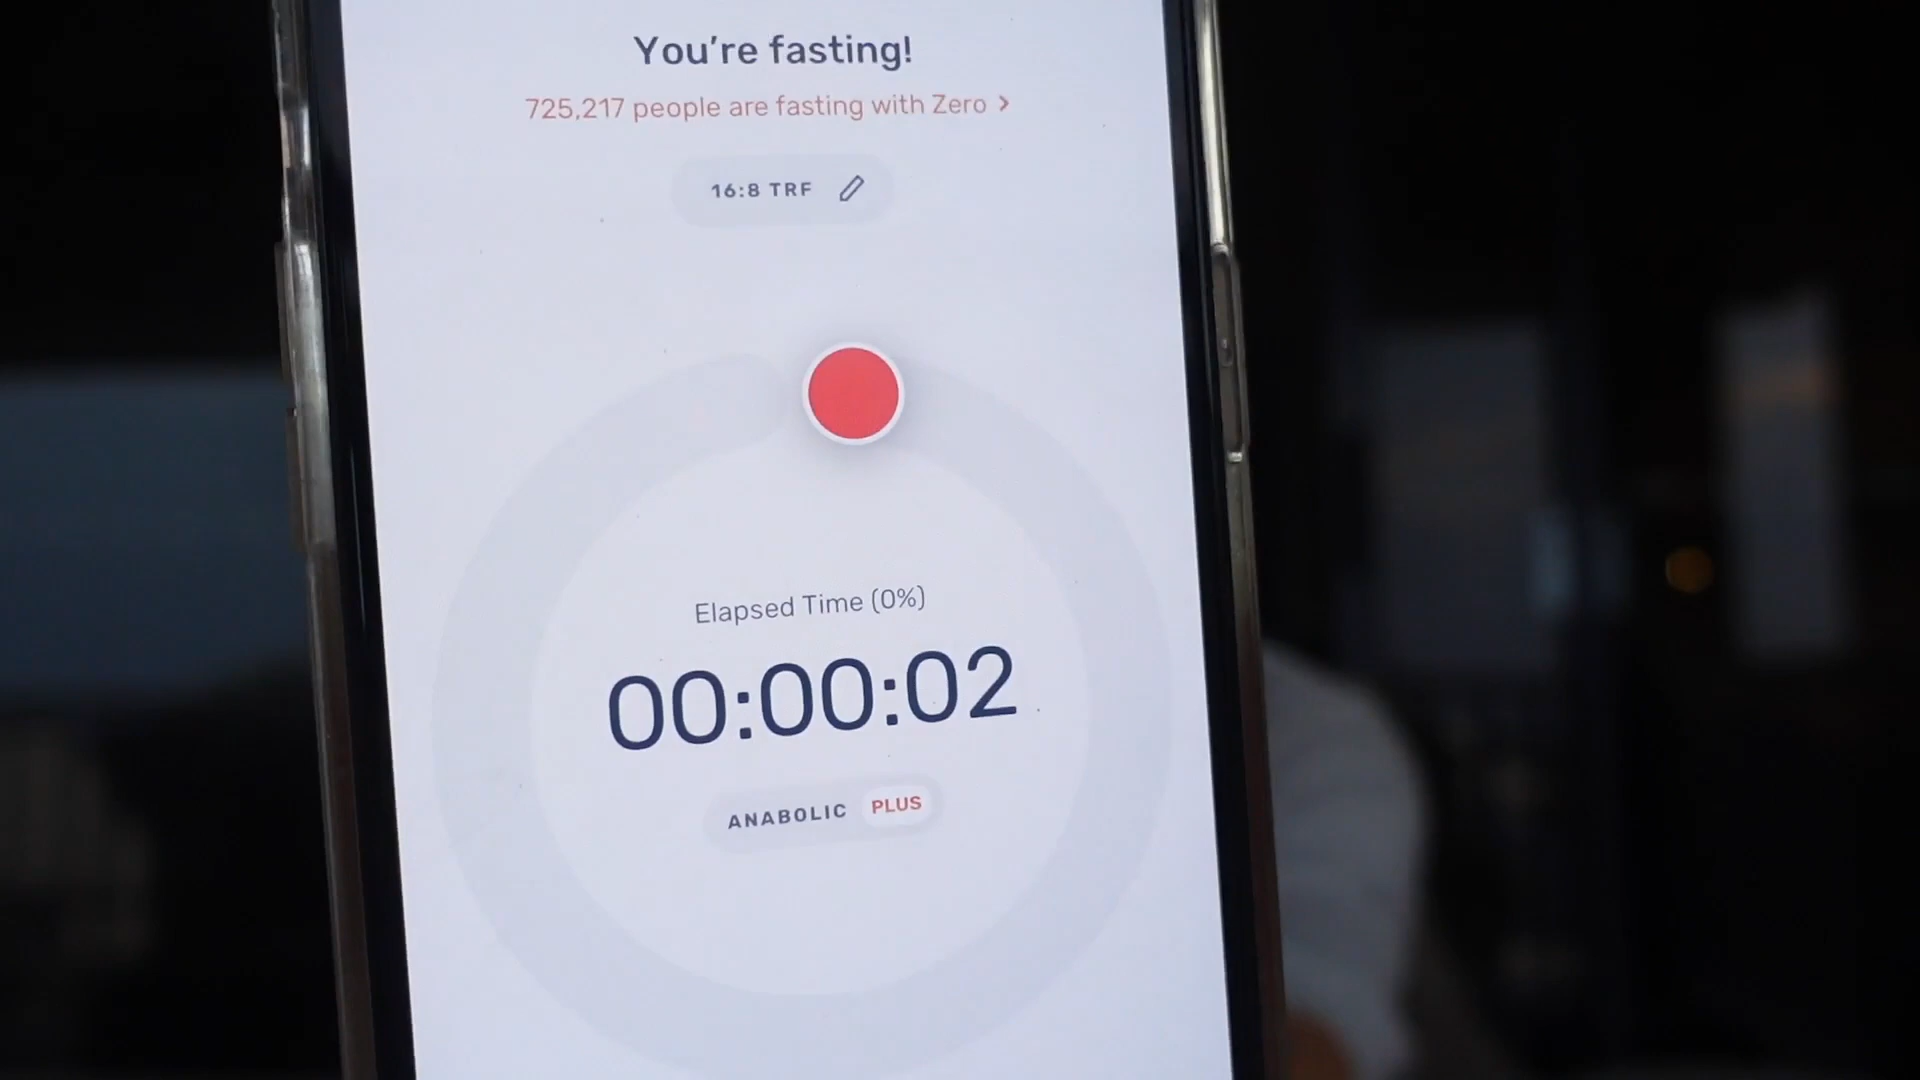 You're fasting!
725,217 people are fasting with Zero >
16:8 TRF
Elapsed Time (0%)
00:00:02
ANABOLIC PLUS